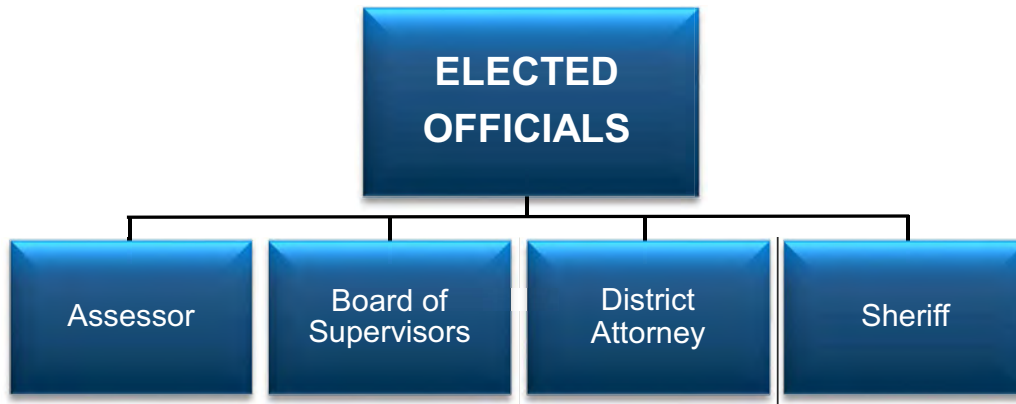 ELECTED
OFFICIALS
Assessor
Board of
Supervisors
District
Attorney
Sheriff